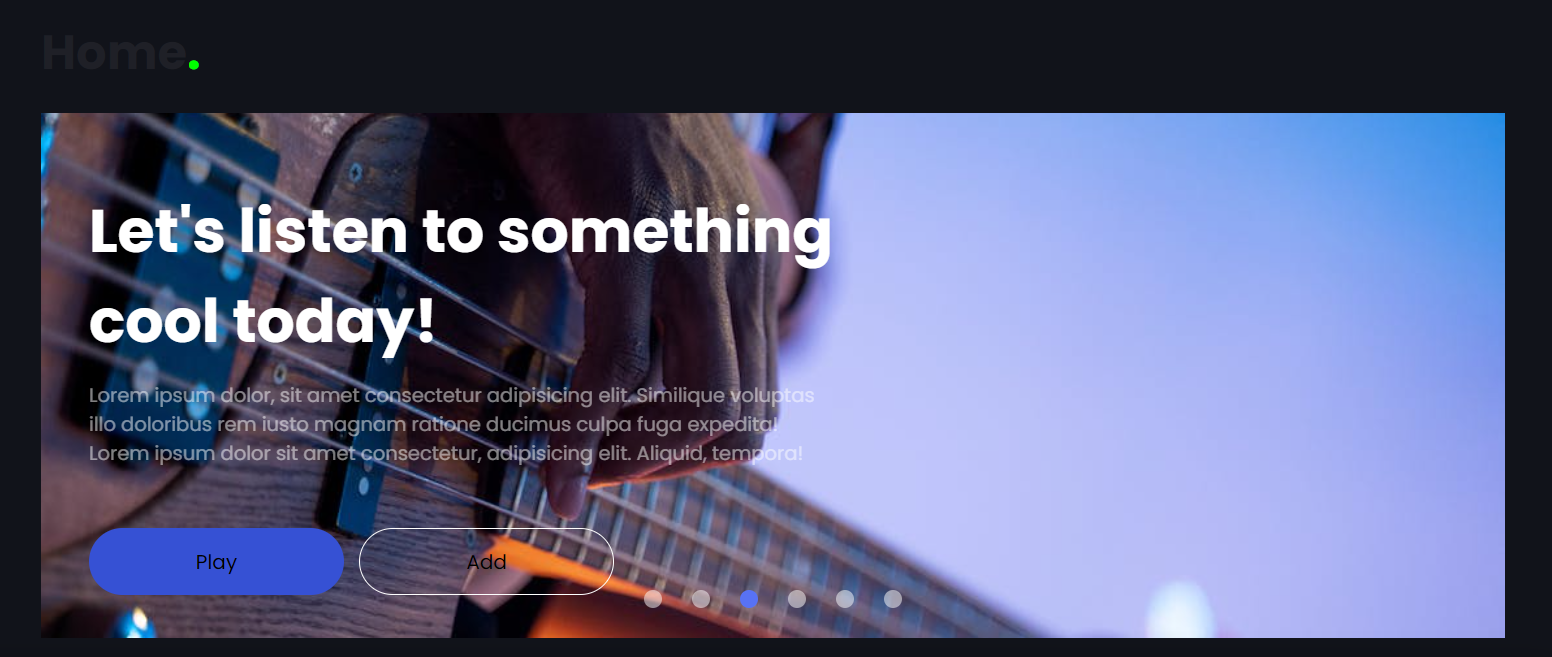 Home.
Let's listen to something
cool today!
Lorem ipsum dolor, sit amet consectetur adipisicing elit. Similique voluptas
illo doloribus rem iusto magnam ratione ducimus culpa fuga expedita!
Lorem ipsum dolor sit amet consectetur, adipisicing elit. Aliquid, tempora!
Play
Add